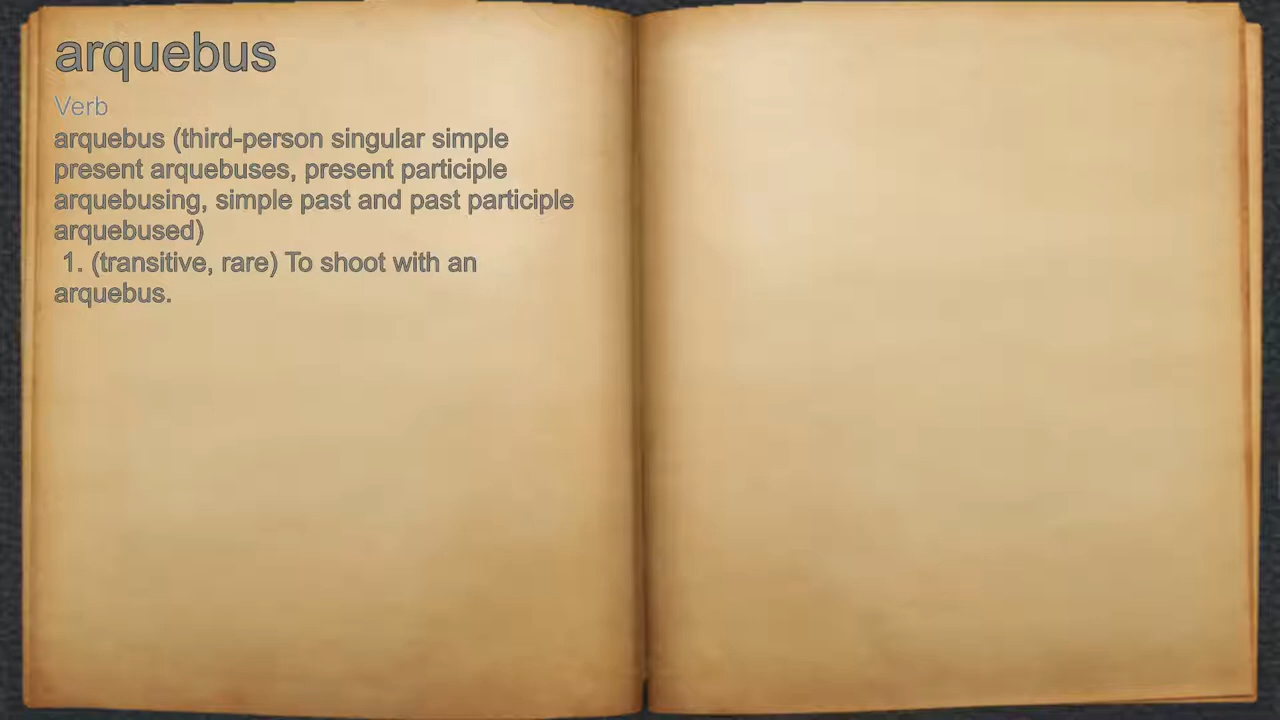 arquebus
Verb
arquebus (third-person singular simple
present arquebuses, present participle
arquebusing, simple past and past participle
arquebused)
1. (transitive, rare) To shoot with an
arquebus.